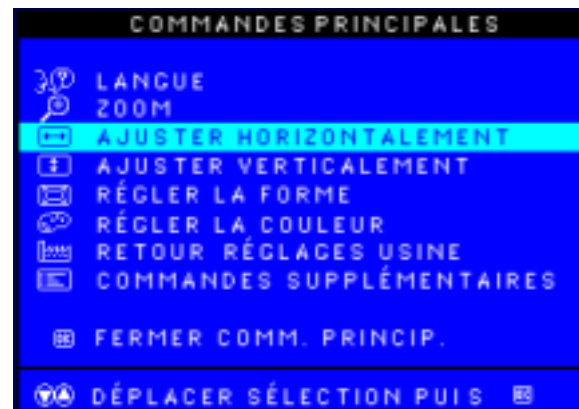 COMMANDES PRINCIPALES
LANGUE
ZOOM
AJUSTER HORIZONTALEMENT
AJUSTER VERTICALEMENT
RÉGLER LA FORME
RÉGLER LA COULEUR
RETOUR RÉGLAGES USINE
COMMANDES SUPPLÉMENTAIRES
FERMER COMM. PRINCIP.
DÉPLACER SÉLECTION PUIS